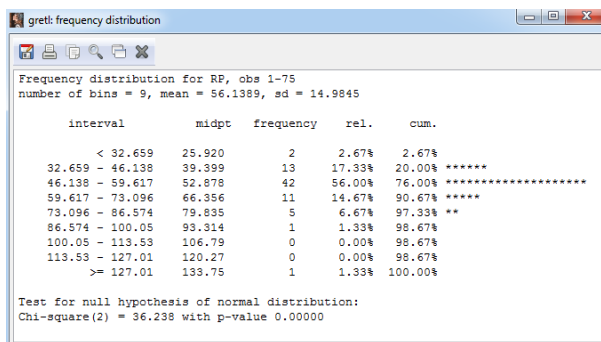 gretl: frequency distribution
Frequency distribution for RP, obs 1-75
number of bins = 9, mean = 56.1389, sd = 14.9845
interval midpt frequency rel. cum.
< 32.659 25.920 2 2.67% 2.67%
32.659 - 46.138 39.399 13 17.33% 20.00% ******
46.138 - 59.617 52.878 42 56.00% 76.00% ********************
59.617 - 73.096 66.356 11 14.67% 90.67% *****
73.096 - 86.574 79.835 5 6.67% 97.33% **
86.574 - 100.05 93.314 1 1.33% 98.67%
100.05 - 113.53 106.79 0 0.00% 98.67%
113.53 - 127.01 120.27 0 0.00% 98.67%
>= 127.01 133.75 1 1.33% 100.00%
Test for null hypothesis of normal distribution:
Chi-square(2) = 36.238 with p-value 0.00000